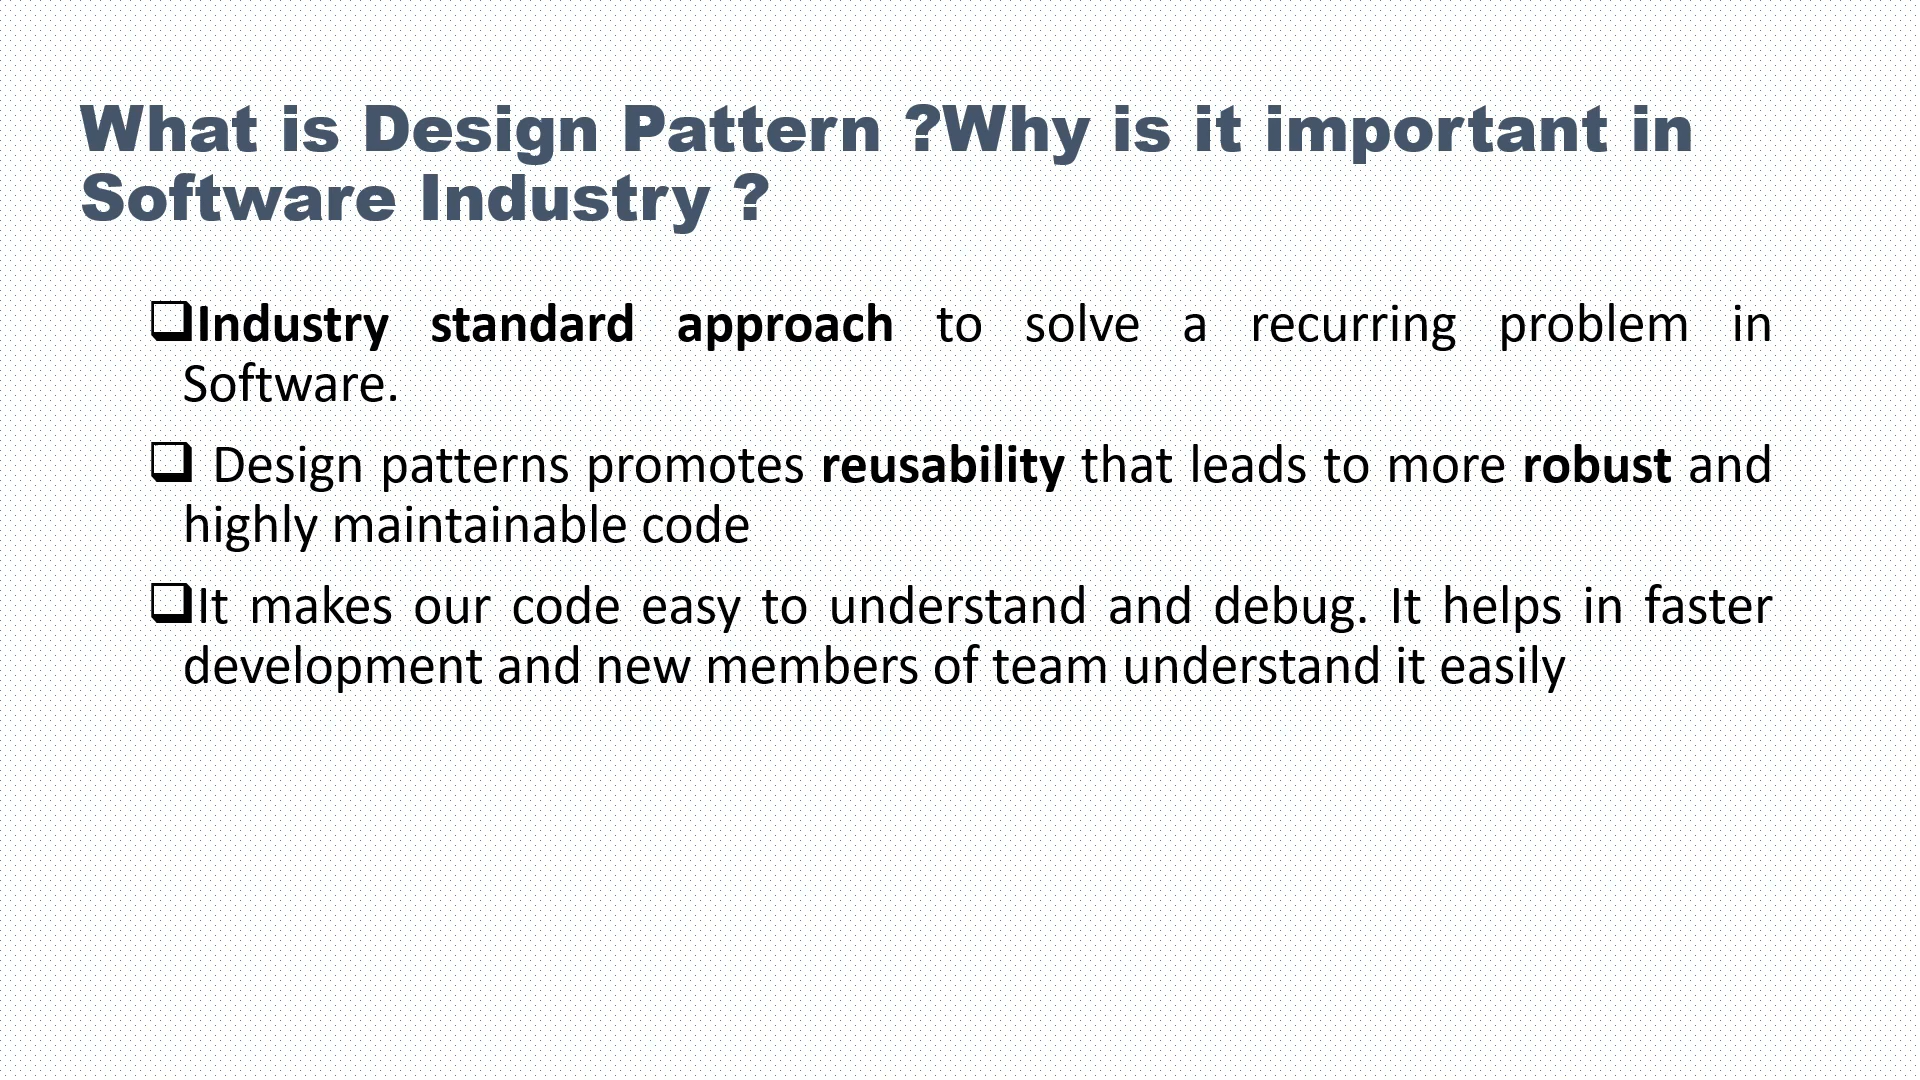 What is Design Pattern ?Why is it important in
Software Industry ?
❑Industry standard approach to solve a recurring problem in
Software.
❑ Design patterns promotes reusability that leads to more robust and
highly maintainable code
❑It makes our code easy to understand and debug. It helps in faster
development and new members of team understand it easily